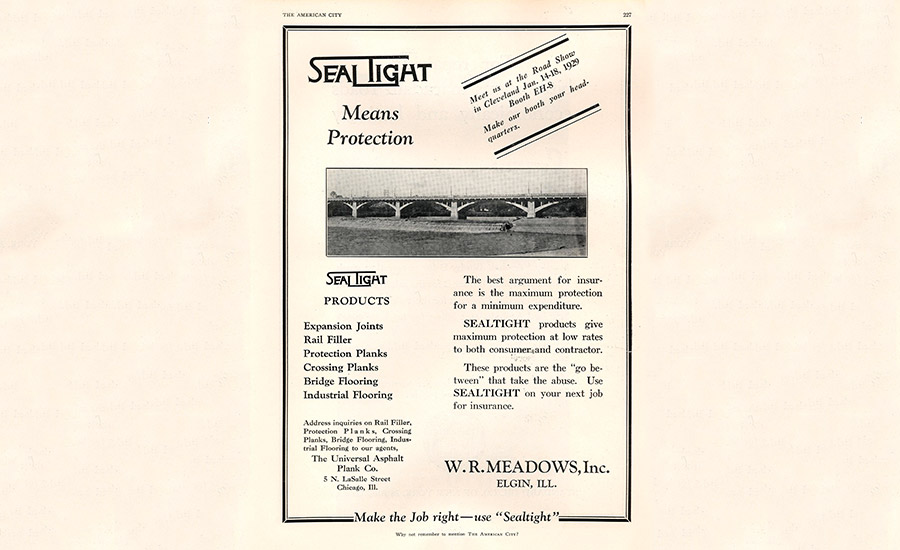 THE AMERICAN CITY
227
SEALTIGHT
Means
Protection
Meet us at the Road Show
in Cleveland Jan. 14-18, 1929
Booth EH-8
Make our booth your head-
quarters.
SEALTIGHT
PRODUCTS
Expansion Joints
Rail Filler
Protection Planks
Crossing Planks
Bridge Flooring
Industrial Flooring
Address inquiries on Rail Filler,
Protection Planks, Crossing
Planks, Bridge Flooring, Indus-
trial Flooring to our agents,
The Universal Asphalt
Plank Co.
5 N. LaSalle Street
Chicago, Ill.
The best argument for insur-
ance is the maximum protection
for a minimum expenditure.
SEALTIGHT products give
maximum protection at low rates
to both consumer and contractor.
These products are the "go be-
tween" that take the abuse. Use
SEALTIGHT on your next job
for insurance.
W. R. MEADOWS, Inc.
ELGIN, ILL.
Make the Job right—use "Sealtight"
Why not remember to mention THE AMERICAN CITY?